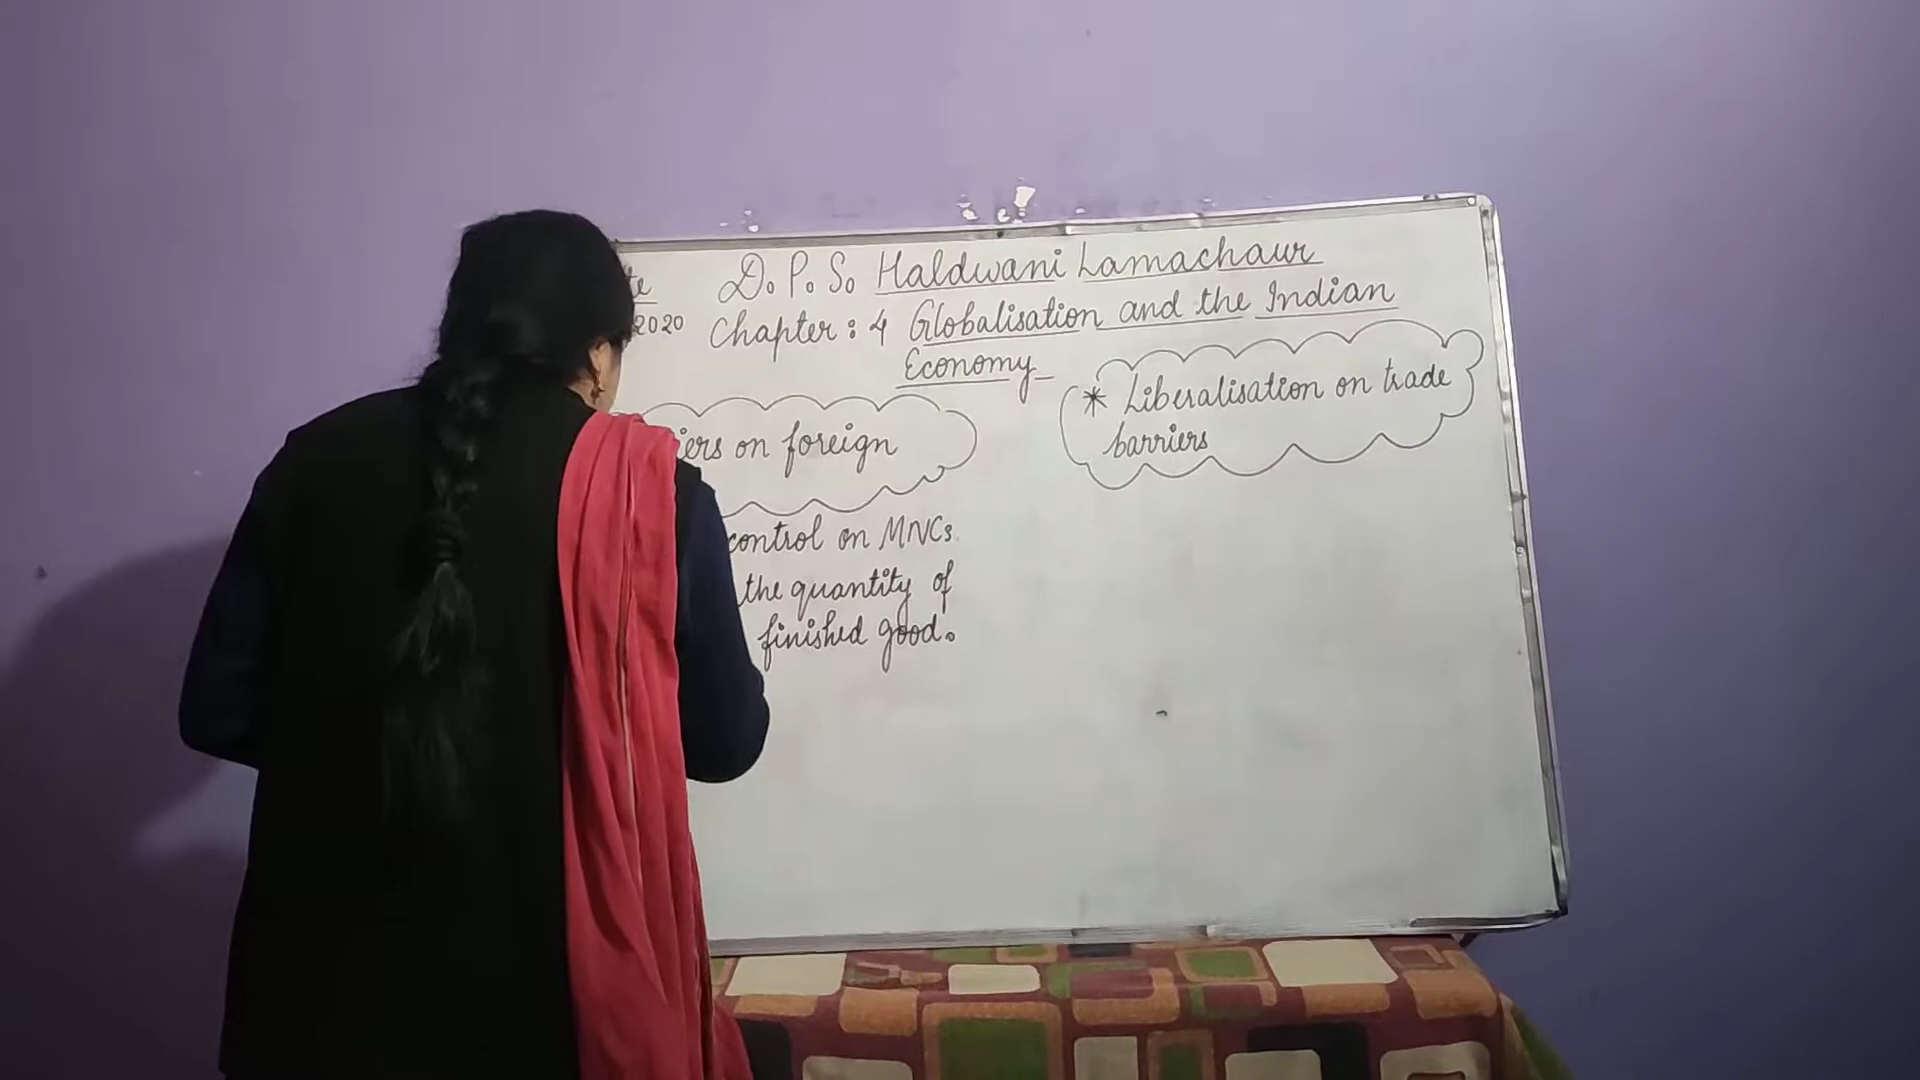 D.P.S. Haldwani Lamachaur
2020 Chapter: 4 Globalisation and the Indian
Economy
on foreign
* Liberalisation on trade
barriers
control on MNCs.
the quantity of
finished good.